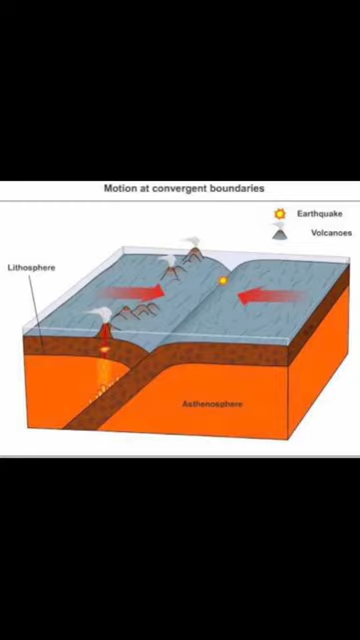 Motion at convergent boundaries
Earthquake
Volcanoes
Lithosphere
Asthenosphere